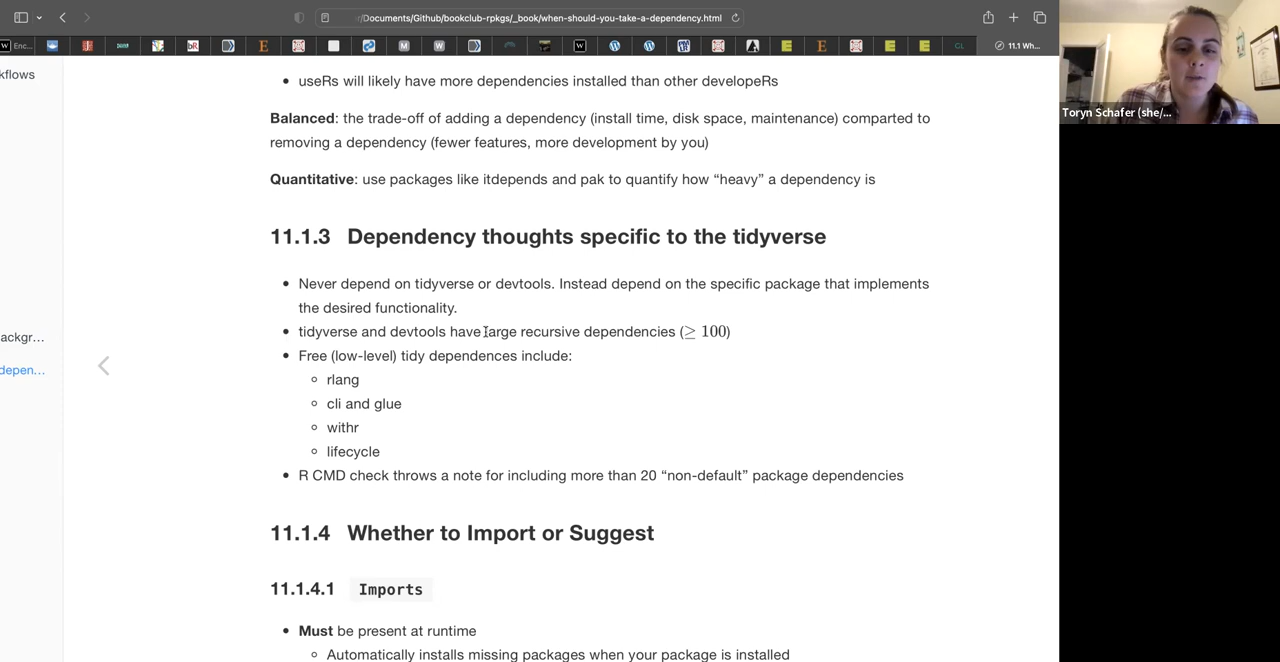 r/Documents/Github/bookclub-rpkgs/_book/when-should-you-take-a-dependency.html
W Enc...
bR
E
M
W
W
E
E
E
E
E
CL
11.1 Wh...
kflows
ackgr...
depen...
• useRs will likely have more dependencies installed than other developeRs
Balanced: the trade-off of adding a dependency (install time, disk space, maintenance) comparted to
removing a dependency (fewer features, more development by you)
Quantitative: use packages like itdepends and pak to quantify how “heavy” a dependency is
11.1.3 Dependency thoughts specific to the tidyverse
• Never depend on tidyverse or devtools. Instead depend on the specific package that implements
the desired functionality.
• tidyverse and devtools have large recursive dependencies (≥ 100)
• Free (low-level) tidy dependences include:
◦ rlang
◦ cli and glue
◦ withr
◦ lifecycle
• R CMD check throws a note for including more than 20 “non-default” package dependencies
11.1.4 Whether to Import or Suggest
11.1.4.1 Imports
• Must be present at runtime
◦ Automatically installs missing packages when your package is installed
Toryn Schafer (she/...